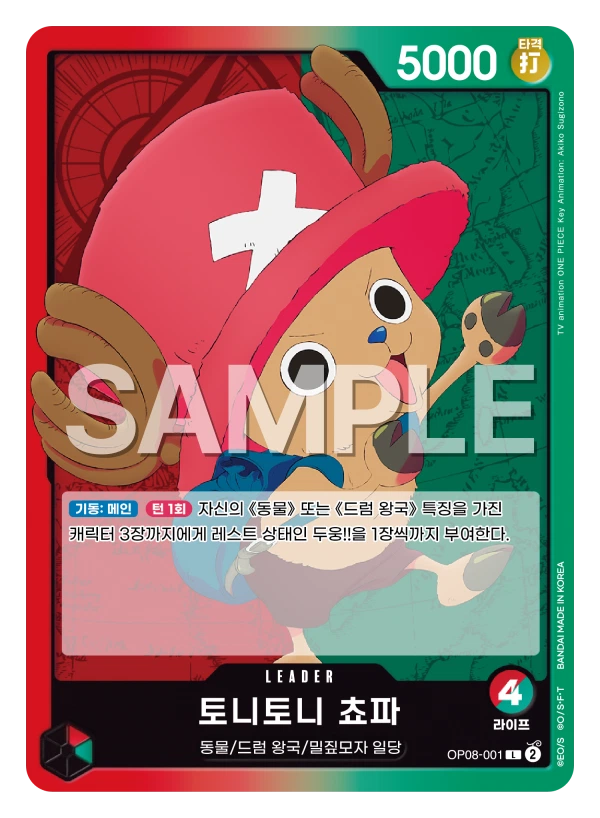 5000
타격
打
TV animation ONE PIECE Key Animation: Akiko Sugizono
SAMPLE
기동: 메인 턴 1회 자신의 《동물》 또는 《드럼 왕국》 특징을 가진
캐릭터 3장까지에게 레스트 상태인 두웅!!을 1장씩까지 부여한다.
LEADER
토니토니 쵸파
동물/드럼 왕국/밀짚모자 일당
4
라이프
OP08-001 L 2
©EO/S ©O/S·F·T BANDAI MADE IN KOREA